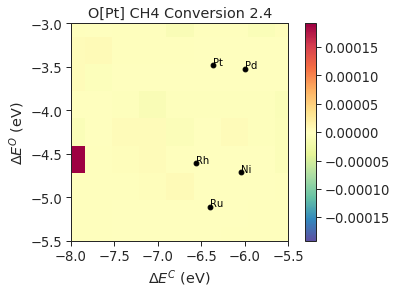 O[Pt] CH4 Conversion 2.4
−3.0
−3.5
−4.0
−4.5
−5.0
−5.5
ΔE^O (eV)
Pt
Pd
Rh
Ni
Ru
−8.0 −7.5 −7.0 −6.5 −6.0 −5.5
ΔE^C (eV)
0.00015
0.00010
0.00005
0.00000
−0.00005
−0.00010
−0.00015